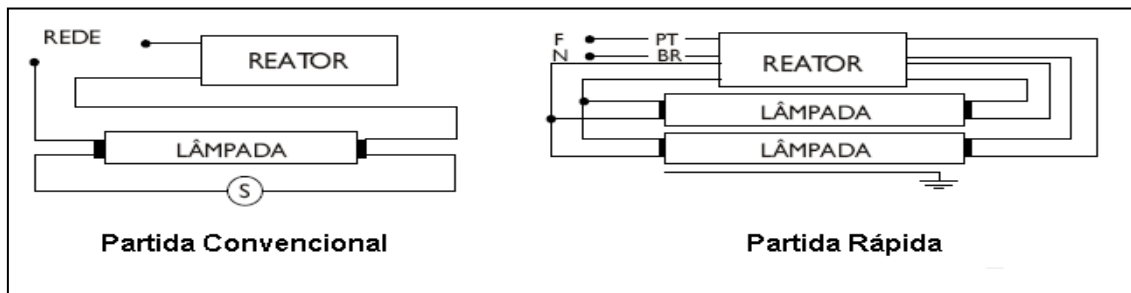 REDE
REATOR
LÂMPADA
S
Partida Convencional
F PT
N BR
REATOR
LÂMPADA
LÂMPADA
Partida Rápida